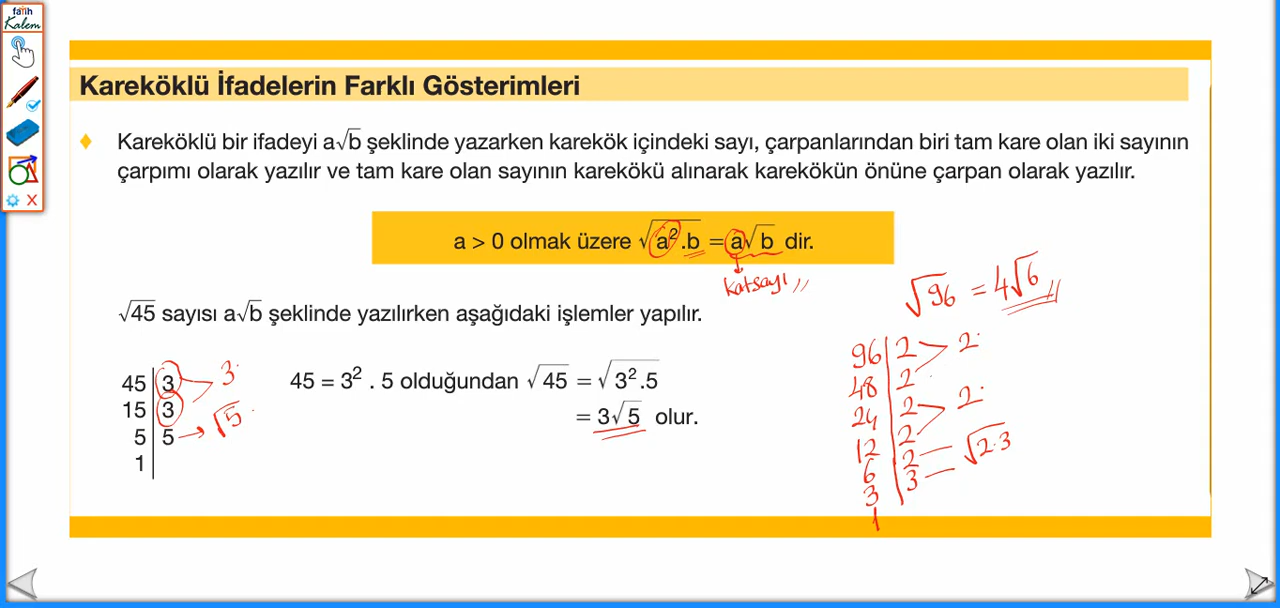 fatih
Kalem
Kareköklü İfadelerin Farklı Gösterimleri
Kareköklü bir ifadeyi a√b şeklinde yazarken karekök içindeki sayı, çarpanlarından biri tam kare olan iki sayının
çarpımı olarak yazılır ve tam kare olan sayının karekökü alınarak karekökün önüne çarpan olarak yazılır.
a > 0 olmak üzere √a².b = a√b dir.
katsayı
√45 sayısı a√b şeklinde yazılırken aşağıdaki işlemler yapılır.
45 | 3
15 | 3
5 | 5
1
3
√5
45 = 3² . 5 olduğundan √45 = √3².5
= 3√5 olur.
√96 = 4√6
96 | 2 2
48 | 2
24 | 2 2
12 | 2
6 | 2 √2.3
3 | 3
1